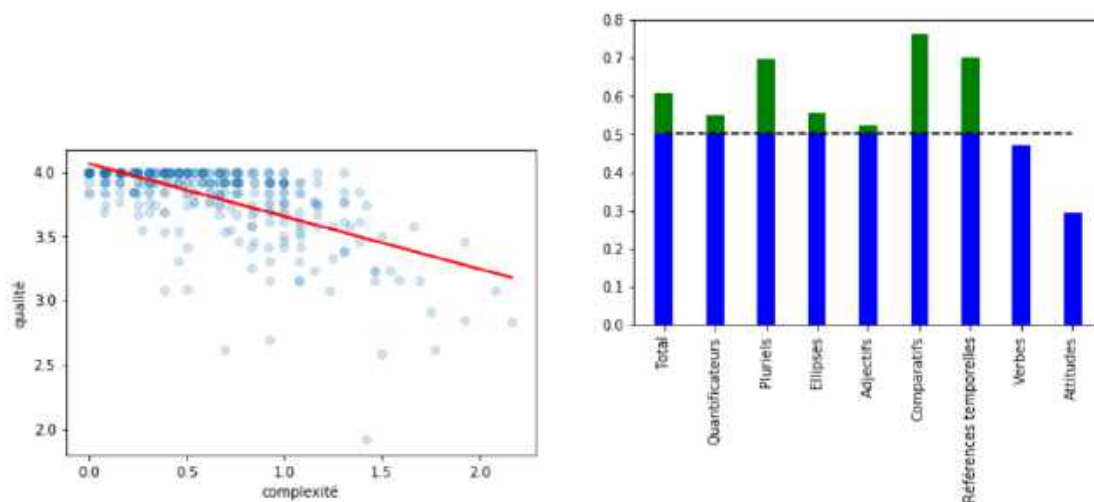 4.0
3.5
3.0
2.5
2.0
qualité
0.0 0.5 1.0 1.5 2.0
complexité
0.8
0.7
0.6
0.5
0.4
0.3
0.2
0.1
0.0
Total
Quantificateurs
Pluriels
Ellipses
Adjectifs
Comparatifs
Références temporelles
Verbes
Attitudes